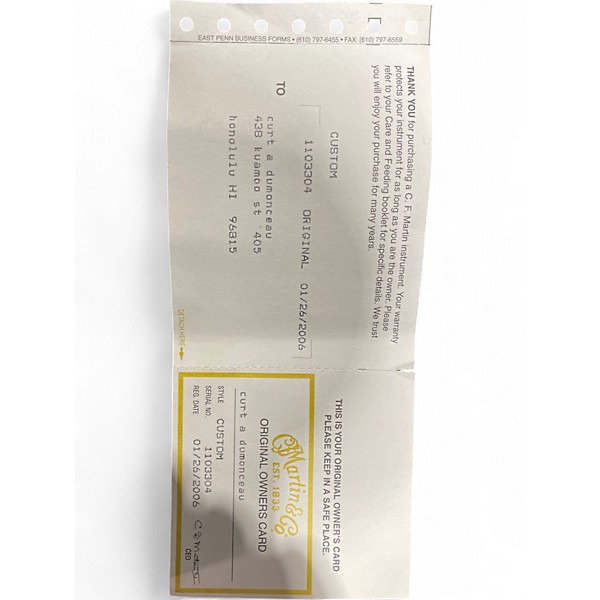 EAST PENN BUSINESS FORMS • (610) 797-6455 • FAX: (610) 797-6559
THANK YOU for purchasing a C. F. Martin instrument. Your warranty
protects your instrument for as long as you are the owner. Please
refer to your Care and Feeding booklet for specific details. We trust
you will enjoy your purchase for many years.
CUSTOM
1103304 ORIGINAL 01/26/2006
TO
curt a dumonceau
438 kuamoo st 405
honolulu HI 96815
DETACH HERE
THIS IS YOUR ORIGINAL OWNER'S CARD
PLEASE KEEP IN A SAFE PLACE.
CF Martin & Co.
EST. 1833
ORIGINAL OWNERS CARD
curt a dumonceau
STYLE CUSTOM
SERIAL NO. 1103304
REG. DATE 01/26/2006
CEO